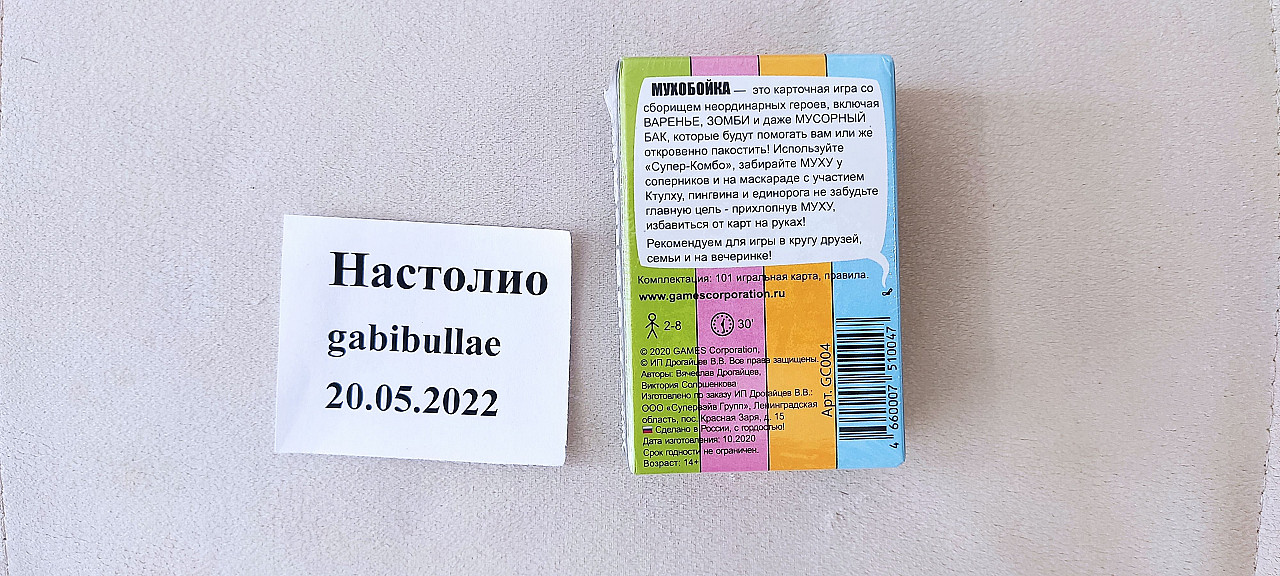 Настолио
gabibullae
20.05.2022
МУХОБОЙКА — это карточная игра со
сборищем неординарных героев, включая
ВАРЕНЬЕ, ЗОМБИ и даже МУСОРНЫЙ
БАК, которые будут помогать вам или же
откровенно пакостить! Используйте
«Супер-Комбо», забирайте МУХУ у
соперников и на маскараде с участием
Ктулху, пингвина и единорога не забудьте
главную цель - прихлопнув МУХУ,
избавиться от карт на руках!
Рекомендуем для игры в кругу друзей,
семьи и на вечеринке!
Комплектация: 101 игральная карта, правила.
www.gamescorporation.ru
2-8 30'
© 2020 GAMES Corporation,
© ИП Дрогайцев В.В. Все права защищены.
Авторы: Вячеслав Дрогайцев,
Виктория Солошенкова
Изготовлено по заказу ИП Дрогайцев В.В.:
ООО «Супервэйв Групп», Ленинградская
область, пос. Красная Заря, д. 15
Сделано в России, с гордостью!
Дата изготовления: 10.2020
Срок годности не ограничен.
Возраст: 14+
Арт. GC004
4 660007 510047